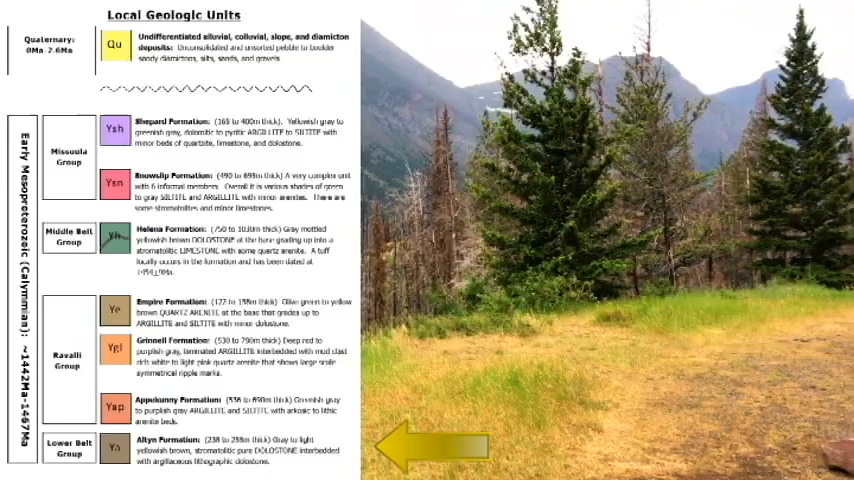 Local Geologic Units
Quaternary:
0Ma-2.6Ma
Qu
Undifferentiated alluvial, colluvial, slope, and diamicton
deposits: Unconsolidated and unsorted pebble to boulder
sandy diamictons, silts, sands, and gravels
Early Mesoproterozoic (Calymmian): ~1442Ma-1467Ma
Missoula
Group
Ysh
Shepard Formation: (165 to 400m thick). Yellowish gray to
greenish gray, dolomitic to pyritic ARGILLITE to SILTITE with
minor beds of quartzite, limestone, and dolostone.
Ysn
Snowslip Formation: (490 to 698m thick) A very complex unit
with 6 informal members Overall it is various shades of green
to gray SILTITE and ARGILLITE with minor arenites. There are
some stromatolites and minor limestones.
Middle Belt
Group
Yh
Helena Formation: (750 to 1030m thick) Gray mottled
yellowish brown DOLOSTONE at the base grading up into a
stromatolitic LIMESTONE with some quartz arenite. A tuff
locally occurs in the formation and has been dated at
Ravalli
Group
Ye
Empire Formation: (122 to 158m thick) Olive green to yellow
brown QUARTZ ARENITE at the base that grades up to
ARGILLITE and SILTITE with minor dolostone.
Ygl
Grinnell Formation: (530 to 790m thick) Deep red to
purplish gray, laminated ARGILLITE interbedded with mud clast
rich white to light pink quartz arenite that shows large scale
symmetrical ripple marks.
Yap
Appekunny Formation: (536 to 690m thick) Greenish gray
to purplish gray ARGILLITE and SILTITE with arkosic to lithic
arenite beds.
Lower Belt
Group
Ya
Altyn Formation: (238 to 288m thick) Gray to light
yellowish brown, stromatolitic pure DOLOSTONE interbedded
with argillaceous lithographic dolostone.